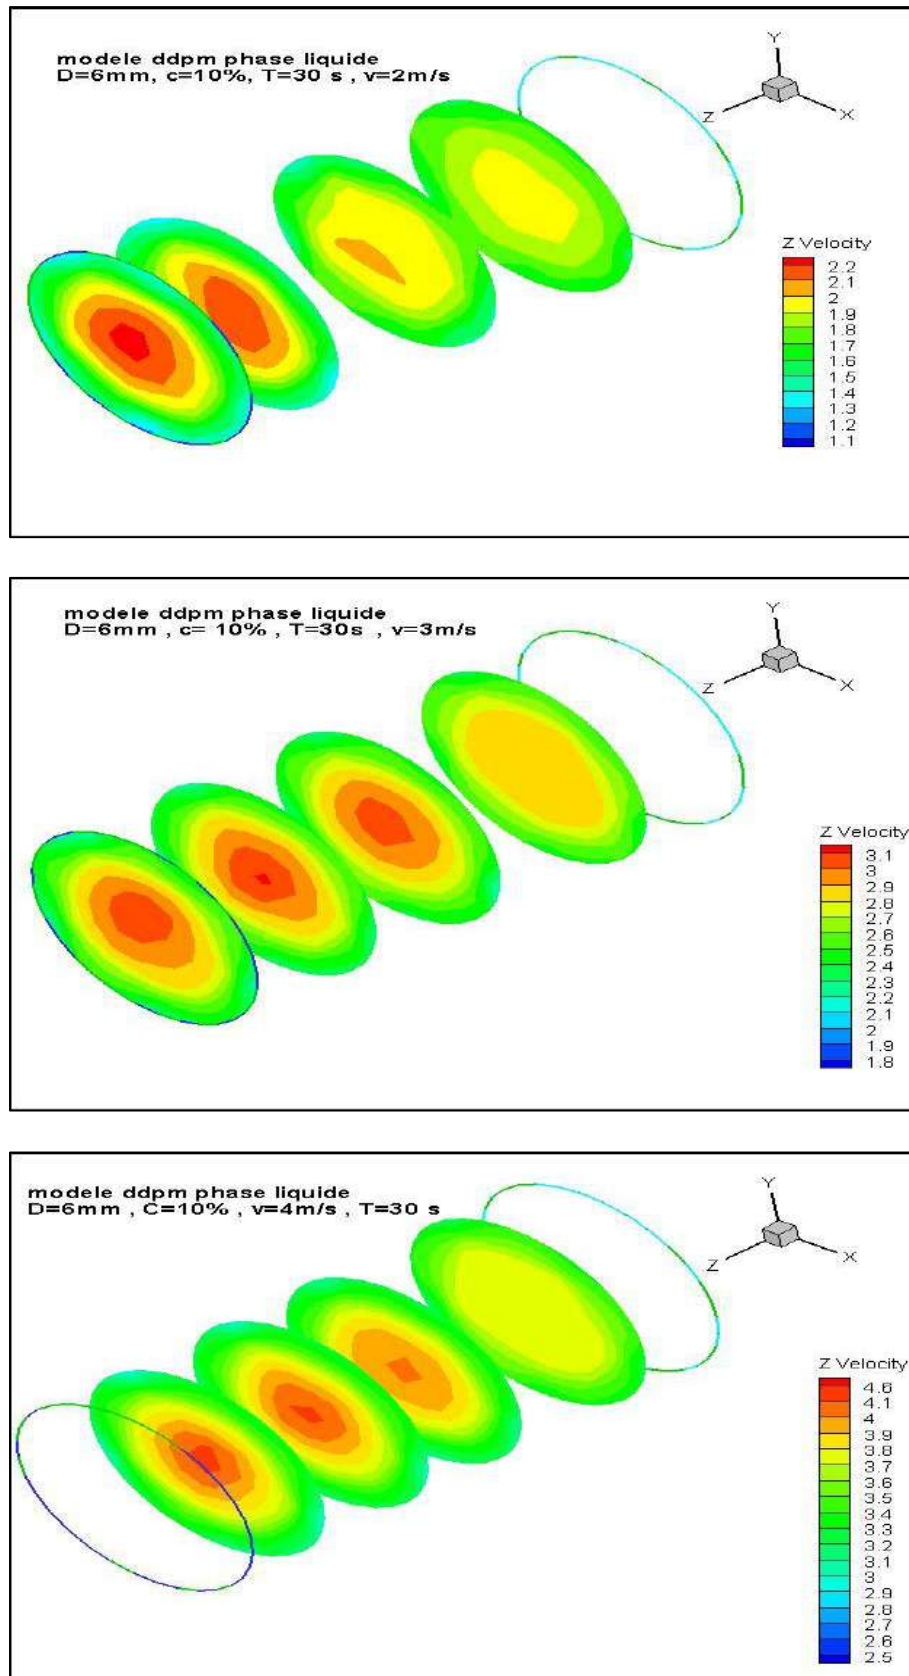 modele ddpm phase liquide
D=6mm, c=10%, T=30 s , v=2m/s
Y
Z
X
Z Velocity
2.2
2.1
2
1.9
1.8
1.7
1.6
1.5
1.4
1.3
1.2
1.1
modele ddpm phase liquide
D=6mm , c= 10% , T=30s , v=3m/s
Y
Z
X
Z Velocity
3.1
3
2.9
2.8
2.7
2.6
2.5
2.4
2.3
2.2
2.1
2
1.9
1.8
modele ddpm phase liquide
D=6mm , C=10% , v=4m/s , T=30 s
Y
Z
X
Z Velocity
4.6
4.1
4
3.9
3.8
3.7
3.6
3.5
3.4
3.3
3.2
3.1
3
2.9
2.8
2.7
2.6
2.5